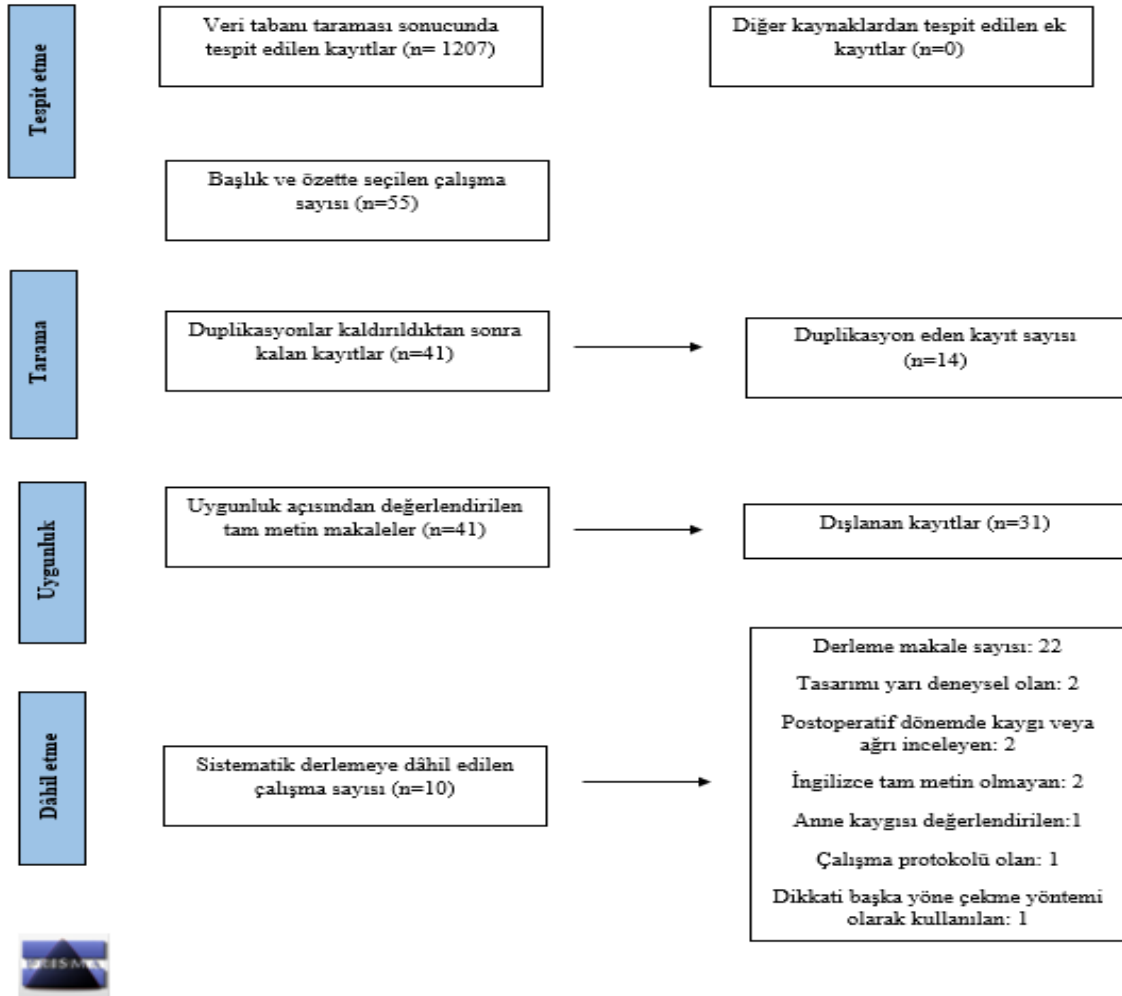 Tespit etme
Veri tabanı taraması sonucunda
tespit edilen kayıtlar (n= 1207)
Diğer kaynaklardan tespit edilen ek
kayıtlar (n=0)
Başlık ve özette seçilen çalışma
sayısı (n=55)
Tarama
Duplikasyonlar kaldırıldıktan sonra
kalan kayıtlar (n=41)
Duplikasyon eden kayıt sayısı
(n=14)
Uygunluk
Uygunluk açısından değerlendirilen
tam metin makaleler (n=41)
Dışlanan kayıtlar (n=31)
Dâhil etme
Sistematik derlemeye dâhil edilen
çalışma sayısı (n=10)
Derleme makale sayısı: 22
Tasarımı yarı deneysel olan: 2
Postoperatif dönemde kaygı veya
ağrı inceleyen: 2
İngilizce tam metin olmayan: 2
Anne kaygısı değerlendirilen:1
Çalışma protokolü olan: 1
Dikkati başka yöne çekme yöntemi
olarak kullanılan: 1
PRISMA